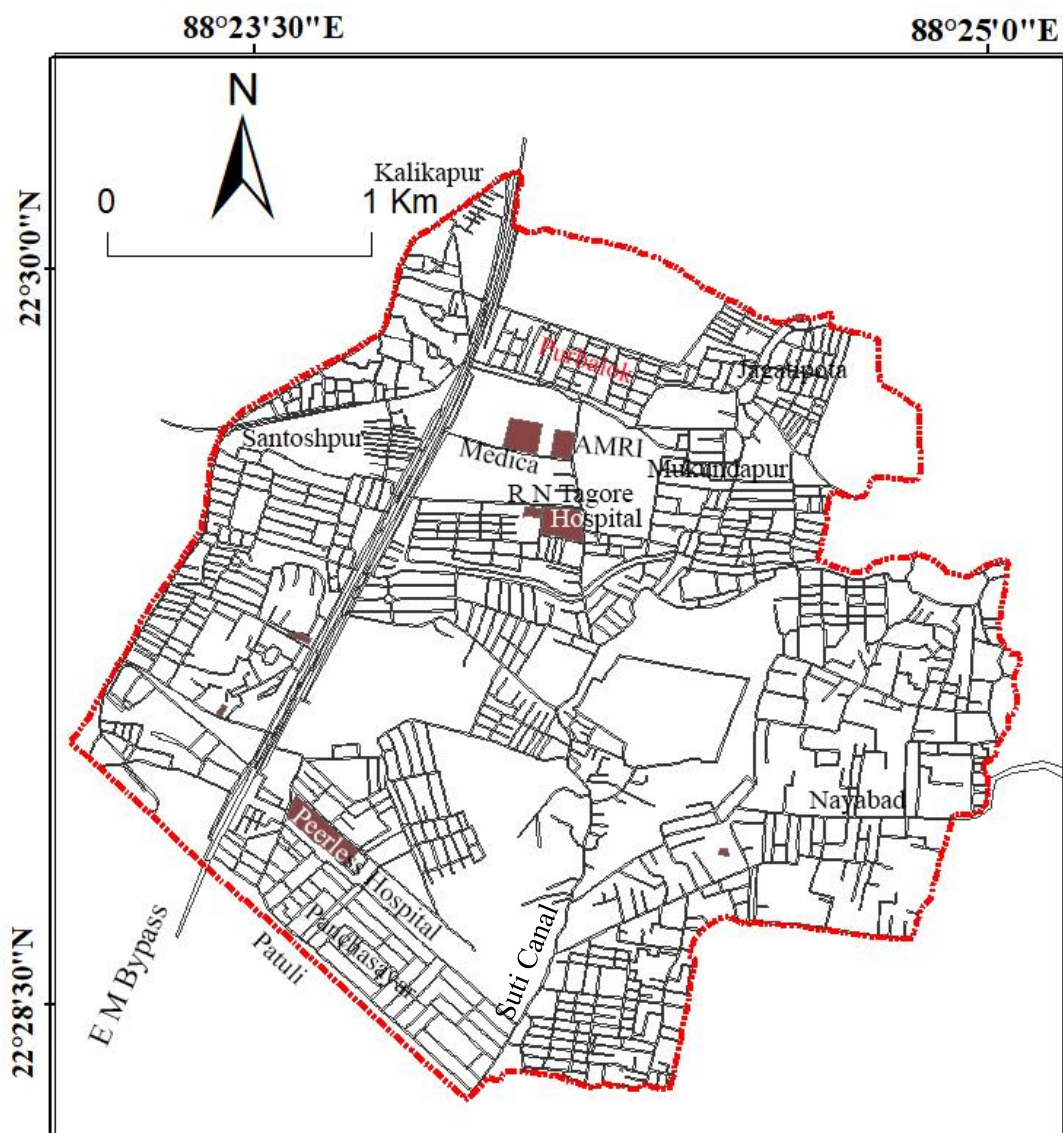 88°23'30"E
88°25'0"E
N
Kalikapur
0
1 Km
22°30'0"N
Purbalok
Jagatipota
Santoshpur
Medica
AMRI
Mukundapur
R N Tagore
Hospital
Nayabad
Peerless Hospital
Panchasayar
Patuli
E M Bypass
Suti Canal
22°28'30"N